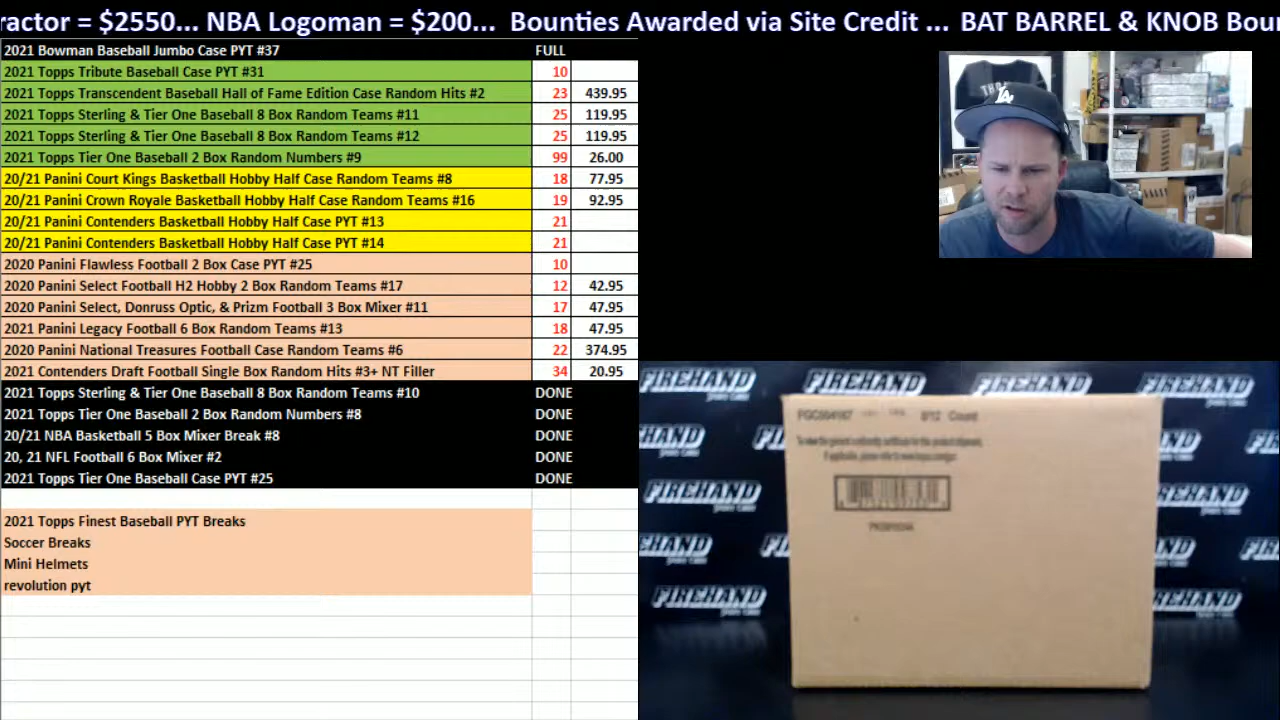 ractor = $2550... NBA Logoman = $200... Bounties Awarded via Site Credit ... BAT BARREL & KNOB Bou
2021 Bowman Baseball Jumbo Case PYT #37 FULL
2021 Topps Tribute Baseball Case PYT #31 10
2021 Topps Transcendent Baseball Hall of Fame Edition Case Random Hits #2 23 439.95
2021 Topps Sterling & Tier One Baseball 8 Box Random Teams #11 25 119.95
2021 Topps Sterling & Tier One Baseball 8 Box Random Teams #12 25 119.95
2021 Topps Tier One Baseball 2 Box Random Numbers #9 99 26.00
20/21 Panini Court Kings Basketball Hobby Half Case Random Teams #8 18 77.95
20/21 Panini Crown Royale Basketball Hobby Half Case Random Teams #16 19 92.95
20/21 Panini Contenders Basketball Hobby Half Case PYT #13 21
20/21 Panini Contenders Basketball Hobby Half Case PYT #14 21
2020 Panini Flawless Football 2 Box Case PYT #25 10
2020 Panini Select Football H2 Hobby 2 Box Random Teams #17 12 42.95
2020 Panini Select, Donruss Optic, & Prizm Football 3 Box Mixer #11 17 47.95
2021 Panini Legacy Football 6 Box Random Teams #13 18 47.95
2020 Panini National Treasures Football Case Random Teams #6 22 374.95
2021 Contenders Draft Football Single Box Random Hits #3+ NT Filler 34 20.95
2021 Topps Sterling & Tier One Baseball 8 Box Random Teams #10 DONE
2021 Topps Tier One Baseball 2 Box Random Numbers #8 DONE
20/21 NBA Basketball 5 Box Mixer Break #8 DONE
20, 21 NFL Football 6 Box Mixer #2 DONE
2021 Topps Tier One Baseball Case PYT #25 DONE
2021 Topps Finest Baseball PYT Breaks
Soccer Breaks
Mini Helmets
revolution pyt
LA
FIREHAND
FIREHAND
FIREHAND
FIREHAND
FIREHAND
FIREHAND
8/12 Count